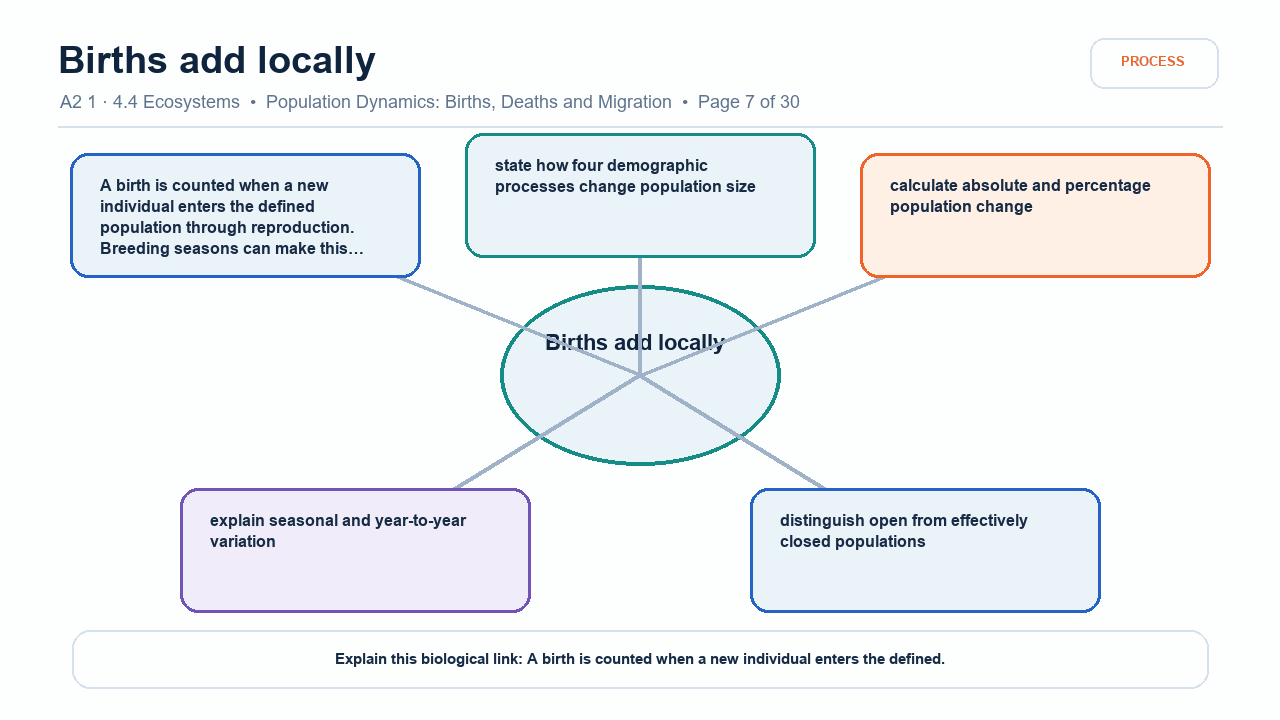 Births add locally
PROCESS
A2 1 · 4.4 Ecosystems • Population Dynamics: Births, Deaths and Migration • Page 7 of 30
A birth is counted when a new
individual enters the defined
population through reproduction.
Breeding seasons can make this…
state how four demographic
processes change population size
calculate absolute and percentage
population change
Births add locally
explain seasonal and year-to-year
variation
distinguish open from effectively
closed populations
Explain this biological link: A birth is counted when a new individual enters the defined.